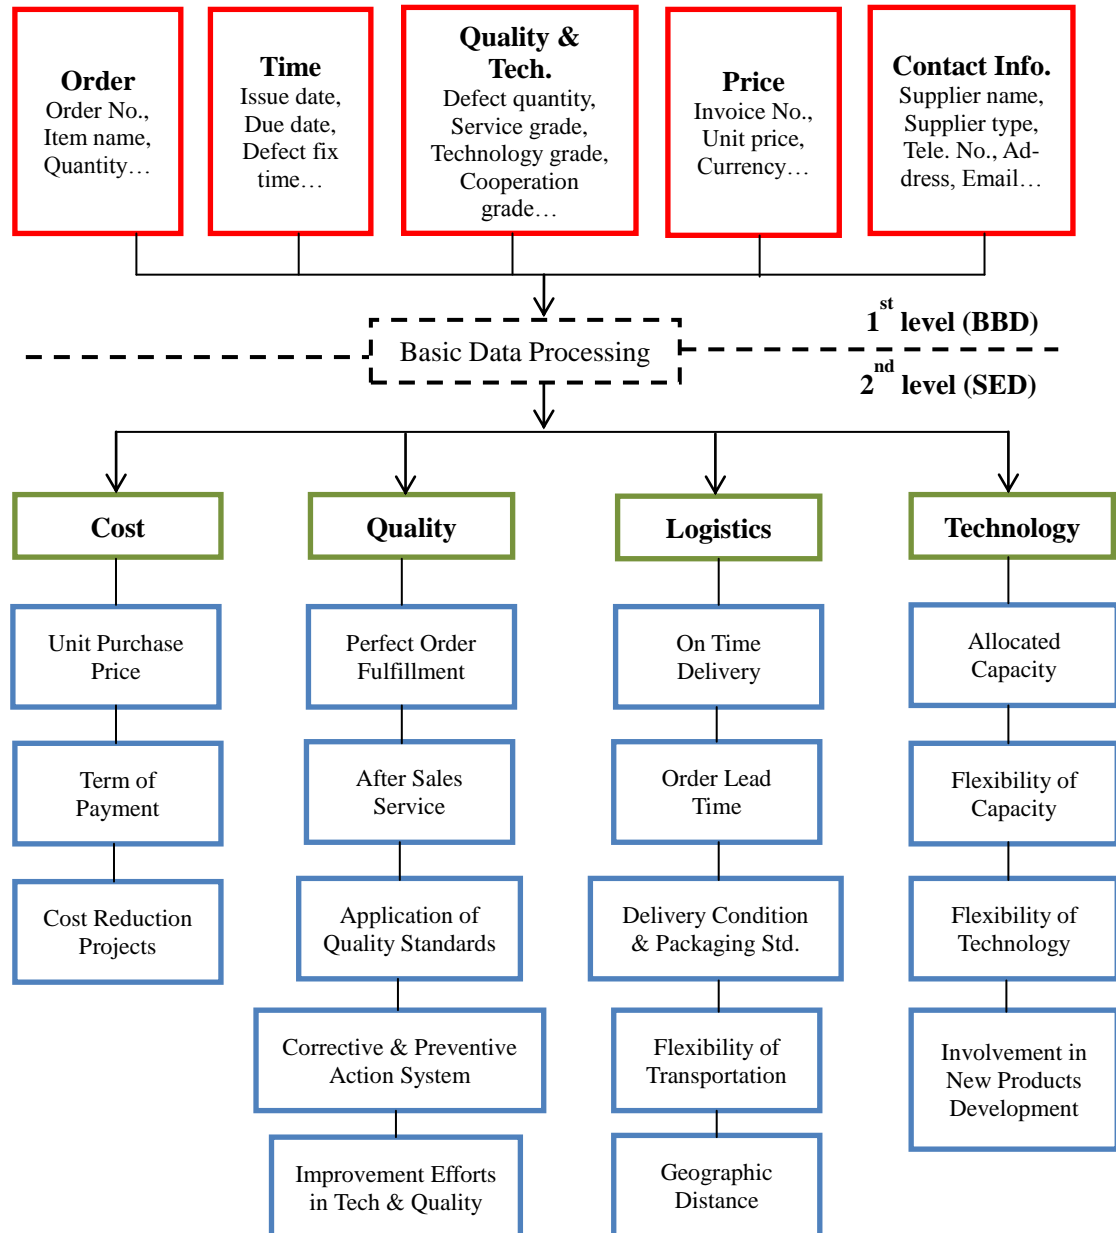 Order
Order No.,
Item name,
Quantity…
Time
Issue date,
Due date,
Defect fix
time…
Quality &
Tech.
Defect quantity,
Service grade,
Technology grade,
Cooperation
grade…
Price
Invoice No.,
Unit price,
Currency…
Contact Info.
Supplier name,
Supplier type,
Tele. No., Ad-
dress, Email…
1st level (BBD)
Basic Data Processing
2nd level (SED)
Cost
Quality
Logistics
Technology
Unit Purchase
Price
Perfect Order
Fulfillment
On Time
Delivery
Allocated
Capacity
Term of
Payment
After Sales
Service
Order Lead
Time
Flexibility of
Capacity
Cost Reduction
Projects
Application of
Quality Standards
Delivery Condition
& Packaging Std.
Flexibility of
Technology
Corrective & Preventive
Action System
Flexibility of
Transportation
Involvement in
New Products
Development
Improvement Efforts
in Tech & Quality
Geographic
Distance